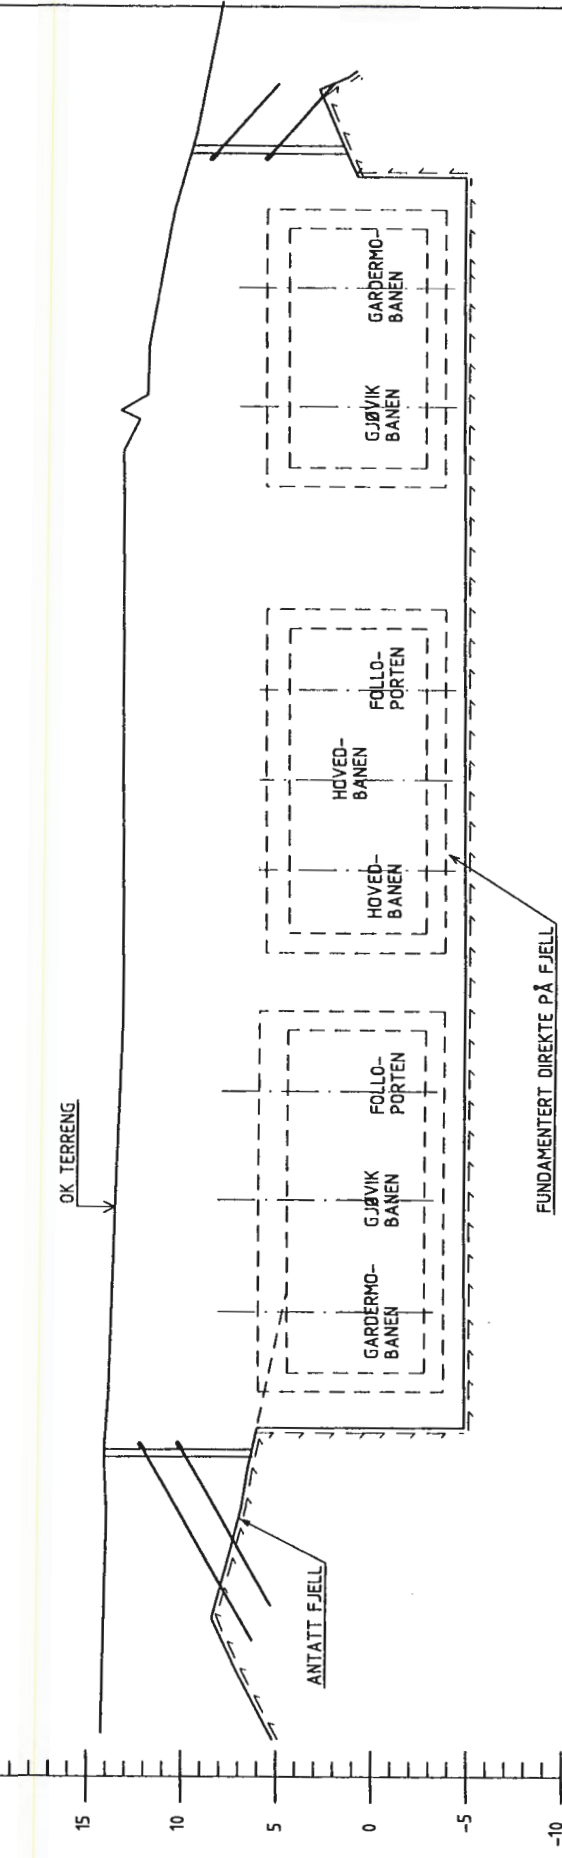 OK TERRENG
ANTATT FJELL
GARDERMO-
BANEN
GJØVIK
BANEN
FOLLO-
PORTEN
HOVED-
BANEN
HOVED-
BANEN
FOLLO-
PORTEN
GJØVIK
BANEN
GARDERMO-
BANEN
FUNDAMENTERT DIREKTE PÅ FJELL
15
10
5
0
-5
-10